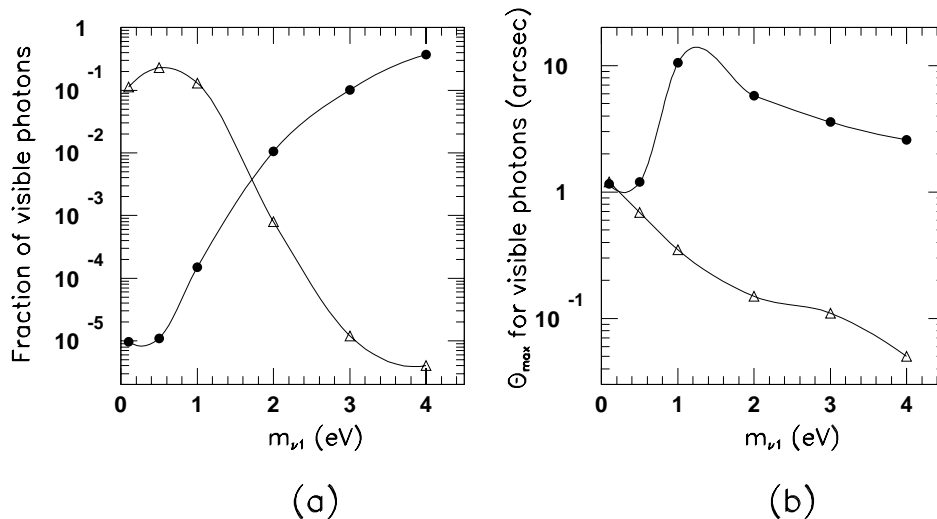 Fraction of visible photons
1
10⁻¹
10⁻²
10⁻³
10⁻⁴
10⁻⁵
0 1 2 3 4
m_ν1 (eV)
(a)
Θ_max for visible photons (arcsec)
10
1
10⁻¹
0 1 2 3 4
m_ν1 (eV)
(b)